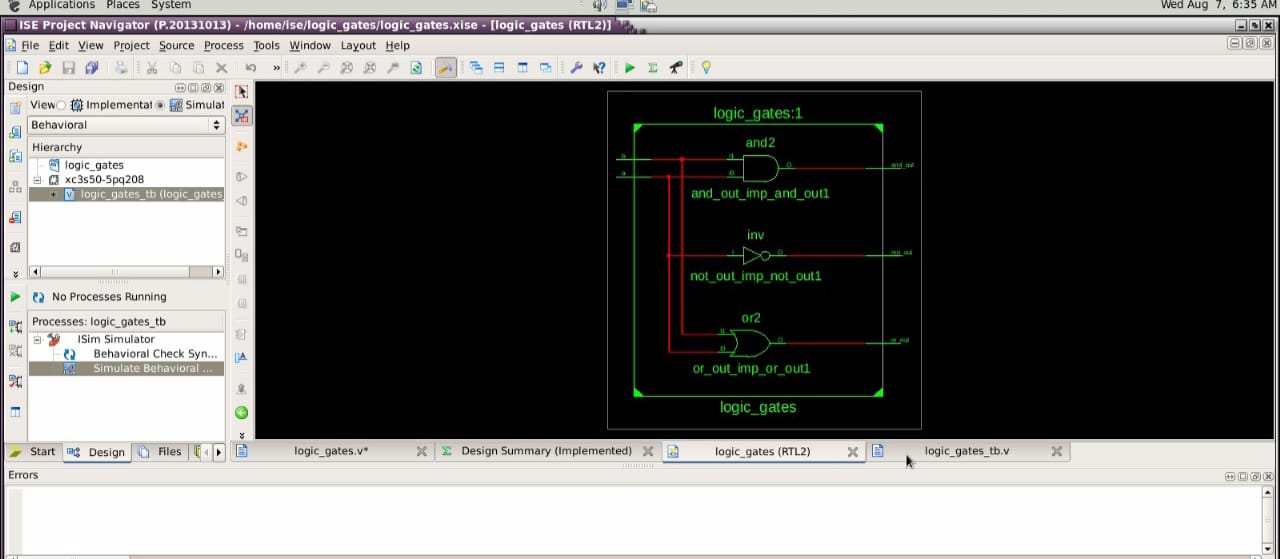 Applications Places System Wed Aug 7, 6:35 AM
ISE Project Navigator (P.20131013) - /home/ise/logic_gates/logic_gates.xise - [logic_gates (RTL2)]
File Edit View Project Source Process Tools Window Layout Help
»
Design
View Implementat Simulat
Behavioral
Hierarchy
logic_gates
xc3s50-5pq208
logic_gates_tb (logic_gates
No Processes Running
Processes: logic_gates_tb
ISim Simulator
Behavioral Check Syn...
Simulate Behavioral ...
logic_gates:1
and2
and_out
and_out_imp_and_out1
inv
not_out
not_out_imp_not_out1
or2
or_out
or_out_imp_or_out1
logic_gates
Start Design Files
logic_gates.v* Design Summary (Implemented) logic_gates (RTL2) logic_gates_tb.v
Errors